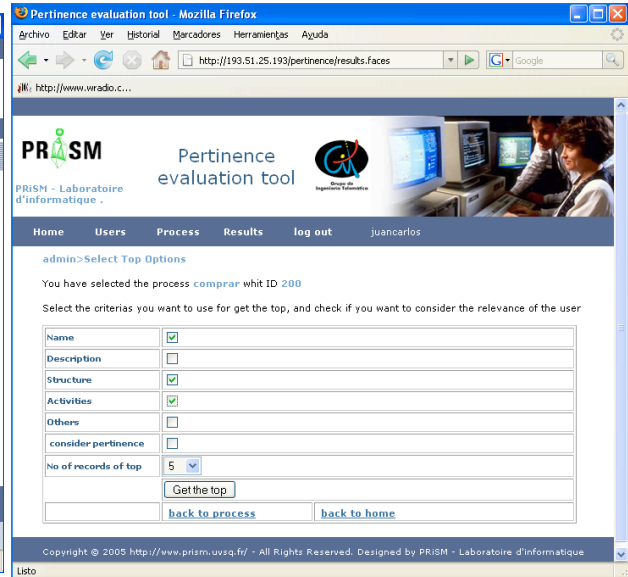 Pertinence evaluation tool - Mozilla Firefox
Archivo Editar Ver Historial Marcadores Herramientas Ayuda
http://193.51.25.193/pertinence/results.faces
G Google
http://www.wradio.c...
PRiSM
Pertinence
evaluation tool
Grupo de
Ingeniería Telemática
PRiSM - Laboratoire
d'informatique .
Home Users Process Results log out juancarlos
admin>Select Top Options
You have selected the process comprar whit ID 200
Select the criterias you want to use for get the top, and check if you want to consider the relevance of the user
Name
Description
Structure
Activities
Others
consider pertinence
No of records of top 5
Get the top
back to process back to home
Copyright © 2005 http://www.prism.uvsq.fr/ - All Rights Reserved. Designed by PRiSM - Laboratoire d'informatique
Listo